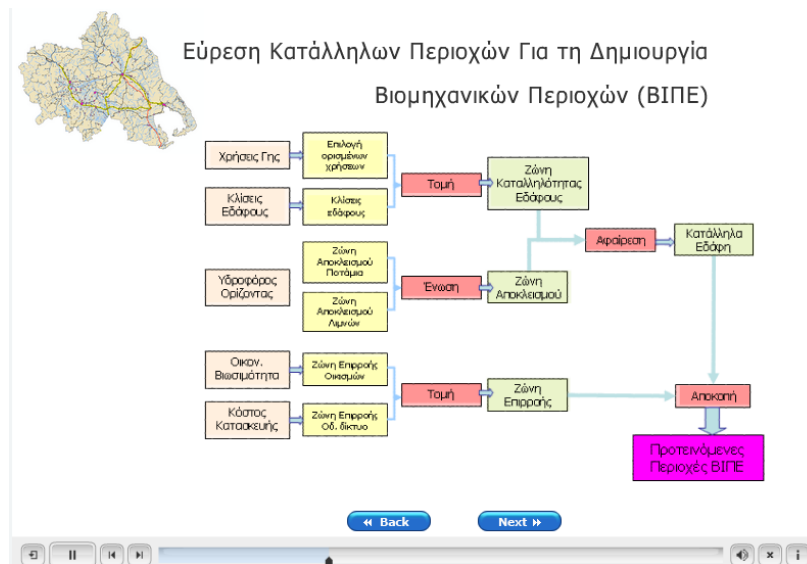 Εύρεση Κατάλληλων Περιοχών Για τη Δημιουργία
Βιομηχανικών Περιοχών (ΒΙΠΕ)
Χρήσεις Γης
Επιλογή
ορισμένων
χρήσεων
Τομή
Ζώνη
Καταλληλότητας
Εδάφους
Κλίσεις
Εδάφους
Κλίσεις
εδάφους
Αφαίρεση
Κατάλληλα
Εδάφη
Υδροφόρος
Ορίζοντας
Ζώνη
Αποκλεισμού
Ποτάμια
Ζώνη
Αποκλεισμού
Λιμνών
Ένωση
Ζώνη
Αποκλεισμού
Οικον.
Βιωσιμότητα
Ζώνη Επιρροής
Οικισμών
Τομή
Ζώνη
Επιρροής
Κόστος
Κατασκευής
Ζώνη Επιρροής
Οδ. δίκτυο
Αποκοπή
Προτεινόμενες
Περιοχές ΒΙΠΕ
Back
Next